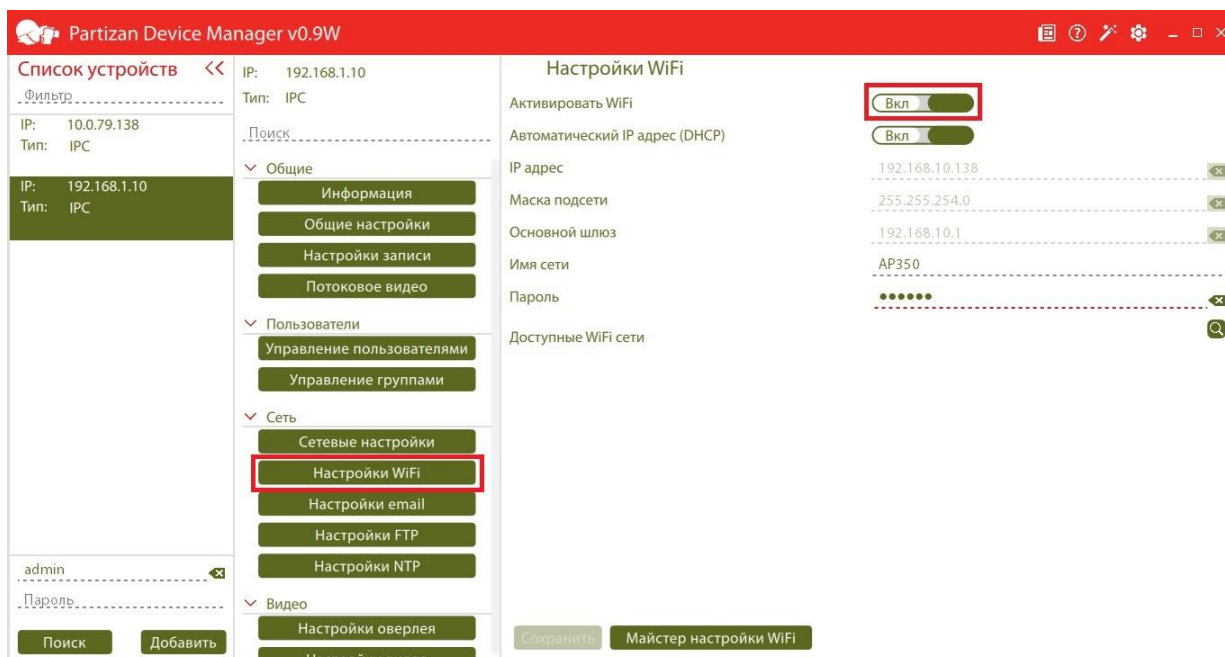 Partizan Device Manager v0.9W
Список устройств <<
Фильтр
IP: 10.0.79.138
Тип: IPC
IP: 192.168.1.10
Тип: IPC
admin
Пароль
Поиск
Добавить
IP: 192.168.1.10
Тип: IPC
Поиск
Общие
Информация
Общие настройки
Настройки записи
Потоковое видео
Пользователи
Управление пользователями
Управление группами
Сеть
Сетевые настройки
Настройки WiFi
Настройки email
Настройки FTP
Настройки NTP
Видео
Настройки оверлея
Настройки WiFi
Активировать WiFi Вкл
Автоматический IP адрес (DHCP) Вкл
IP адрес 192.168.10.138
Маска подсети 255.255.254.0
Основной шлюз 192.168.10.1
Имя сети AP350
Пароль ●●●●●●
Доступные WiFi сети
Сохранить
Майстер настройки WiFi